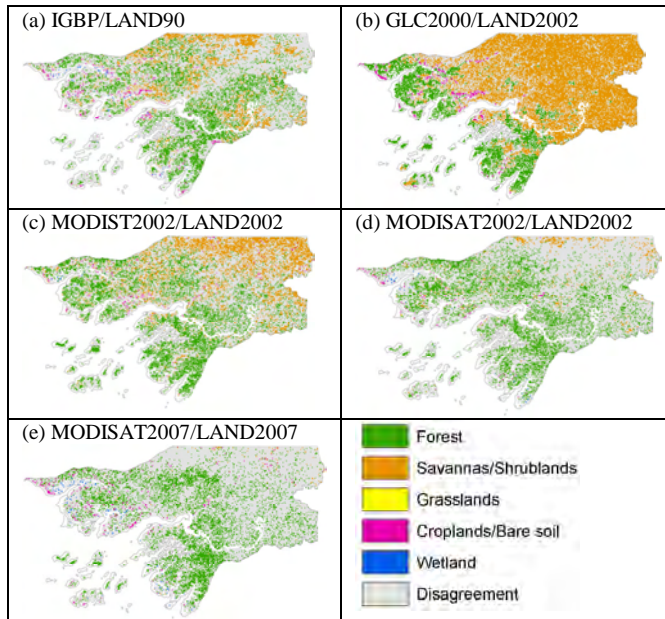 (a) IGBP/LAND90
(b) GLC2000/LAND2002
(c) MODIST2002/LAND2002
(d) MODISAT2002/LAND2002
(e) MODISAT2007/LAND2007
Forest
Savannas/Shrublands
Grasslands
Croplands/Bare soil
Wetland
Disagreement